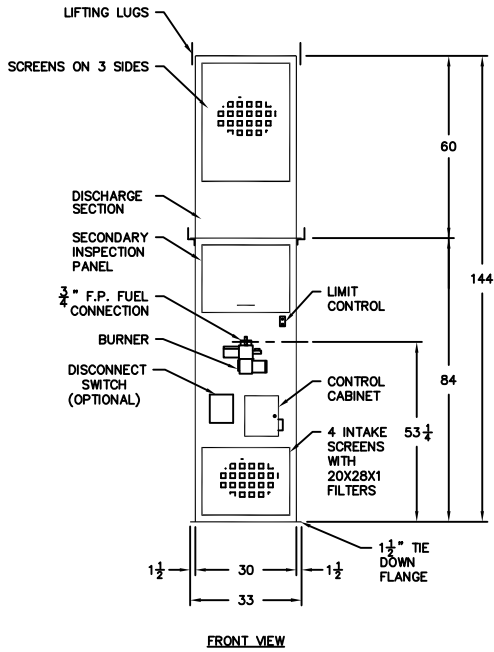 LIFTING LUGS
SCREENS ON 3 SIDES
60
DISCHARGE
SECTION
SECONDARY
INSPECTION
PANEL
144
3/4" F.P. FUEL
CONNECTION
LIMIT
CONTROL
BURNER
DISCONNECT
SWITCH
(OPTIONAL)
CONTROL
CABINET
84
53 1/4
4 INTAKE
SCREENS
WITH
20X28X1
FILTERS
1 1/2" TIE
DOWN
FLANGE
1 1/2
30
1 1/2
33
FRONT VIEW